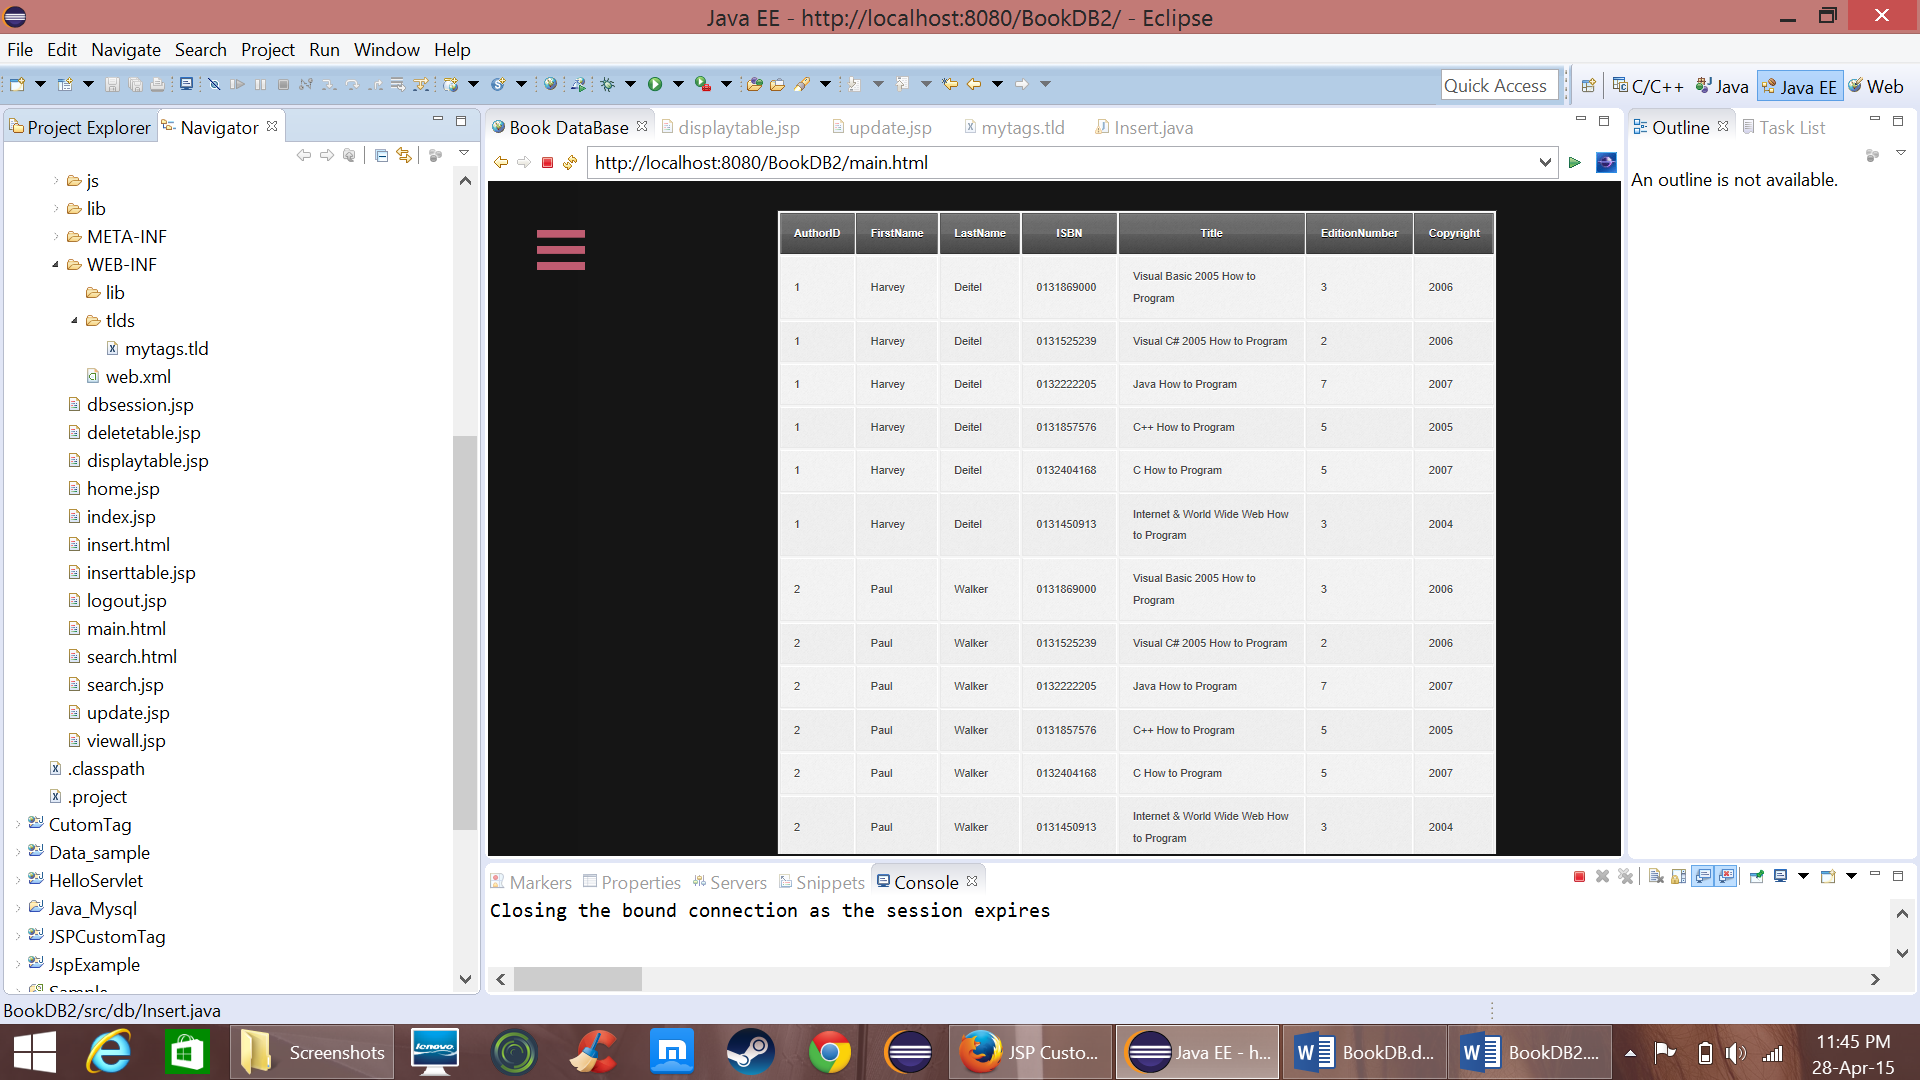 Java EE - http://localhost:8080/BookDB2/ - Eclipse
File Edit Navigate Search Project Run Window Help
Quick Access C/C++ Java Java EE Web
Project Explorer Navigator
js
lib
META-INF
WEB-INF
lib
tlds
mytags.tld
web.xml
dbsession.jsp
deletetable.jsp
displaytable.jsp
home.jsp
index.jsp
insert.html
inserttable.jsp
logout.jsp
main.html
search.html
search.jsp
update.jsp
viewall.jsp
.classpath
.project
CutomTag
Data_sample
HelloServlet
Java_Mysql
JSPCustomTag
JspExample
Sample
Book DataBase displaytable.jsp update.jsp mytags.tld Insert.java
http://localhost:8080/BookDB2/main.html
AuthorID FirstName LastName ISBN Title EditionNumber Copyright
1 Harvey Deitel 0131869000 Visual Basic 2005 How to Program 3 2006
1 Harvey Deitel 0131525239 Visual C# 2005 How to Program 2 2006
1 Harvey Deitel 0132222205 Java How to Program 7 2007
1 Harvey Deitel 0131857576 C++ How to Program 5 2005
1 Harvey Deitel 0132404168 C How to Program 5 2007
1 Harvey Deitel 0131450913 Internet & World Wide Web How to Program 3 2004
2 Paul Walker 0131869000 Visual Basic 2005 How to Program 3 2006
2 Paul Walker 0131525239 Visual C# 2005 How to Program 2 2006
2 Paul Walker 0132222205 Java How to Program 7 2007
2 Paul Walker 0131857576 C++ How to Program 5 2005
2 Paul Walker 0132404168 C How to Program 5 2007
2 Paul Walker 0131450913 Internet & World Wide Web How to Program 3 2004
Outline Task List
An outline is not available.
Markers Properties Servers Snippets Console
Closing the bound connection as the session expires
BookDB2/src/db/Insert.java
Screenshots lenovo JSP Custo... Java EE - h... BookDB.d... BookDB2....
11:45 PM
28-Apr-15